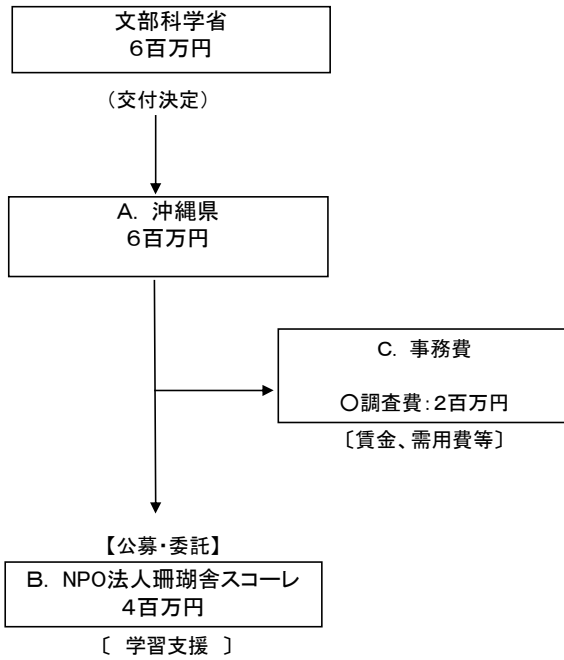 文部科学省
6百万円
（交付決定）
A. 沖縄県
6百万円
C. 事務費
○調査費：2百万円
〔賃金、需用費等〕
【公募・委託】
B. NPO法人珊瑚舎スコーレ
4百万円
〔 学習支援 〕